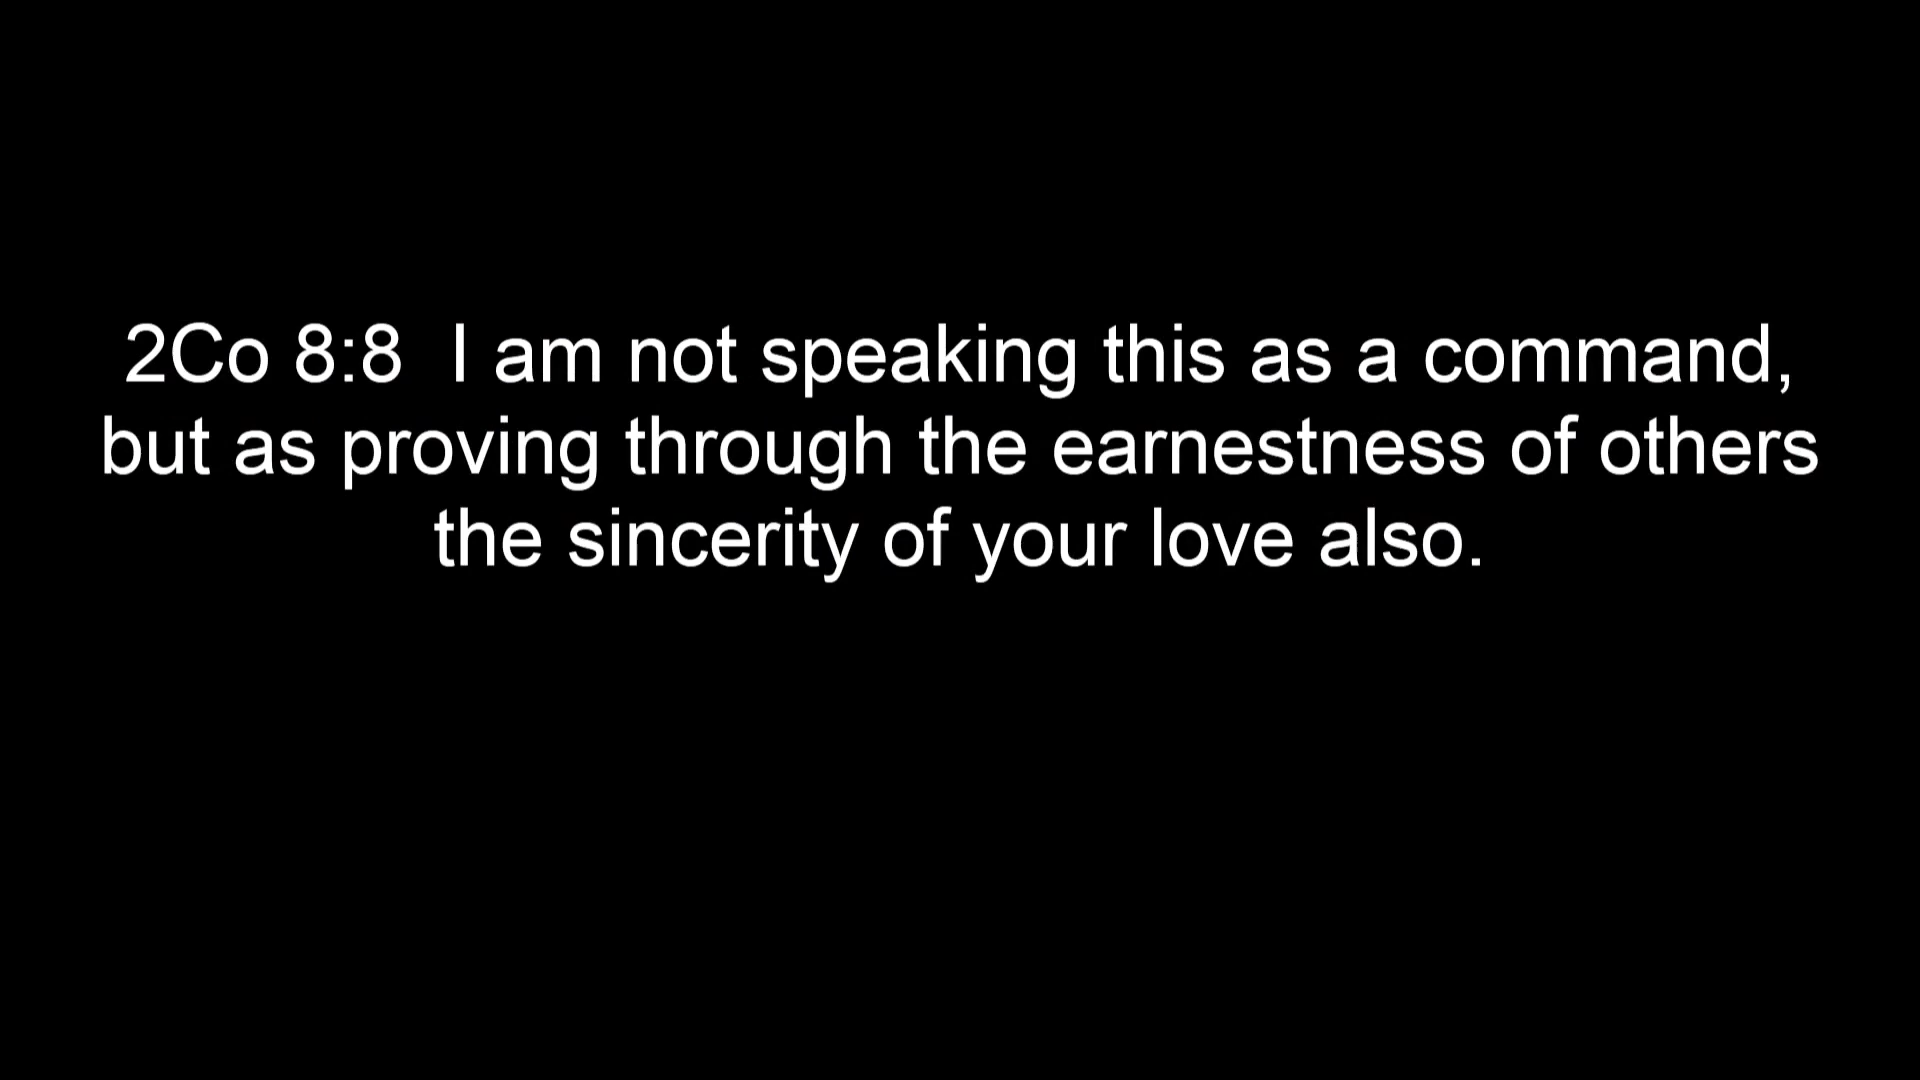 2Co 8:8  I am not speaking this as a command,
but as proving through the earnestness of others
the sincerity of your love also.